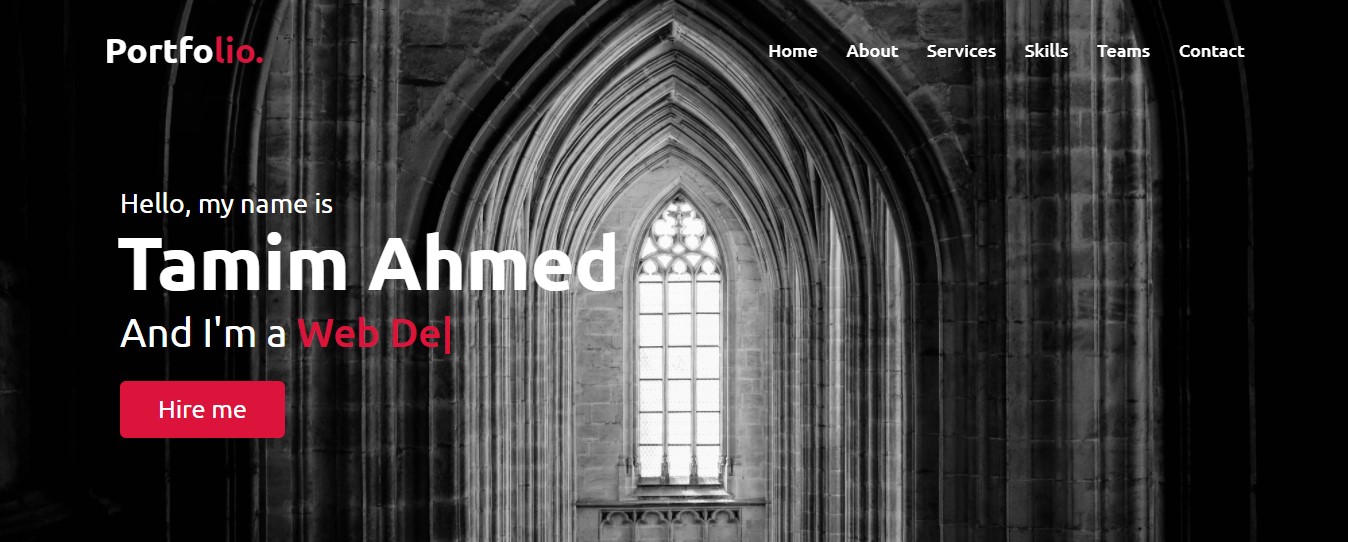 Portfolio.
Home About Services Skills Teams Contact
Hello, my name is
Tamim Ahmed
And I'm a Web De|
Hire me